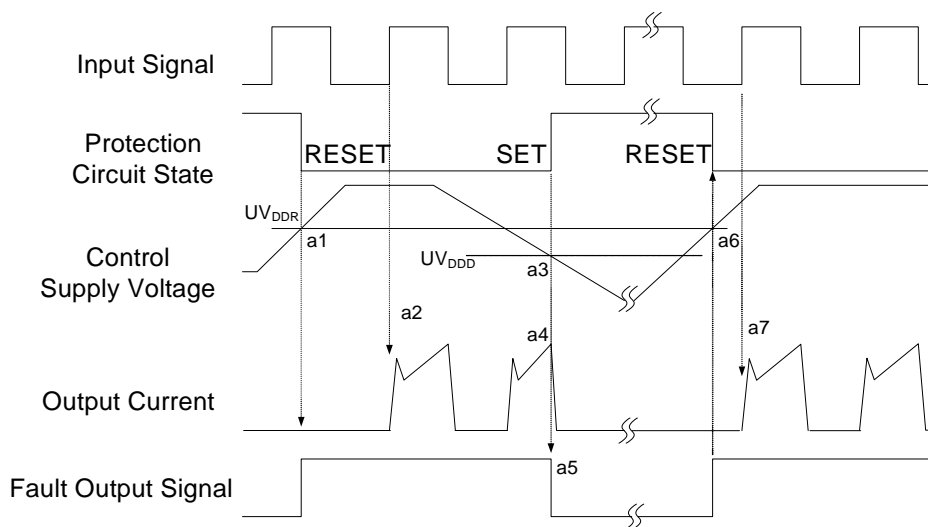 Input Signal
Protection
Circuit State
RESET
SET
RESET
UVDDR
a1
a6
Control
Supply Voltage
UVDDD
a3
a2
a4
a7
Output Current
a5
Fault Output Signal